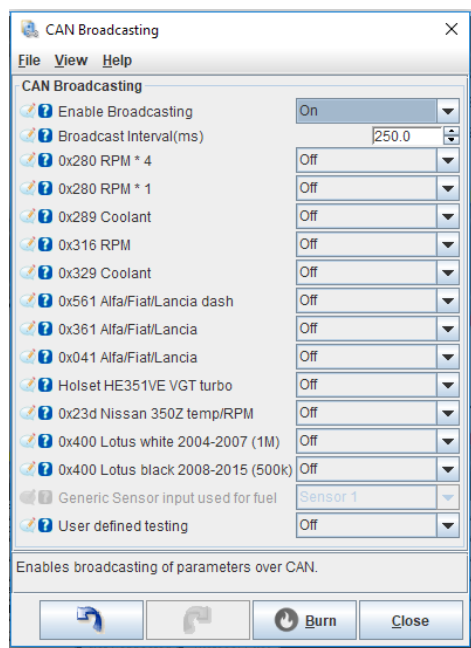 CAN Broadcasting
File View Help
CAN Broadcasting
Enable Broadcasting On
Broadcast Interval(ms) 250.0
0x280 RPM * 4 Off
0x280 RPM * 1 Off
0x289 Coolant Off
0x316 RPM Off
0x329 Coolant Off
0x561 Alfa/Fiat/Lancia dash Off
0x361 Alfa/Fiat/Lancia Off
0x041 Alfa/Fiat/Lancia Off
Holset HE351VE VGT turbo Off
0x23d Nissan 350Z temp/RPM Off
0x400 Lotus white 2004-2007 (1M) Off
0x400 Lotus black 2008-2015 (500k) Off
Generic Sensor input used for fuel Sensor 1
User defined testing Off
Enables broadcasting of parameters over CAN.
Burn Close